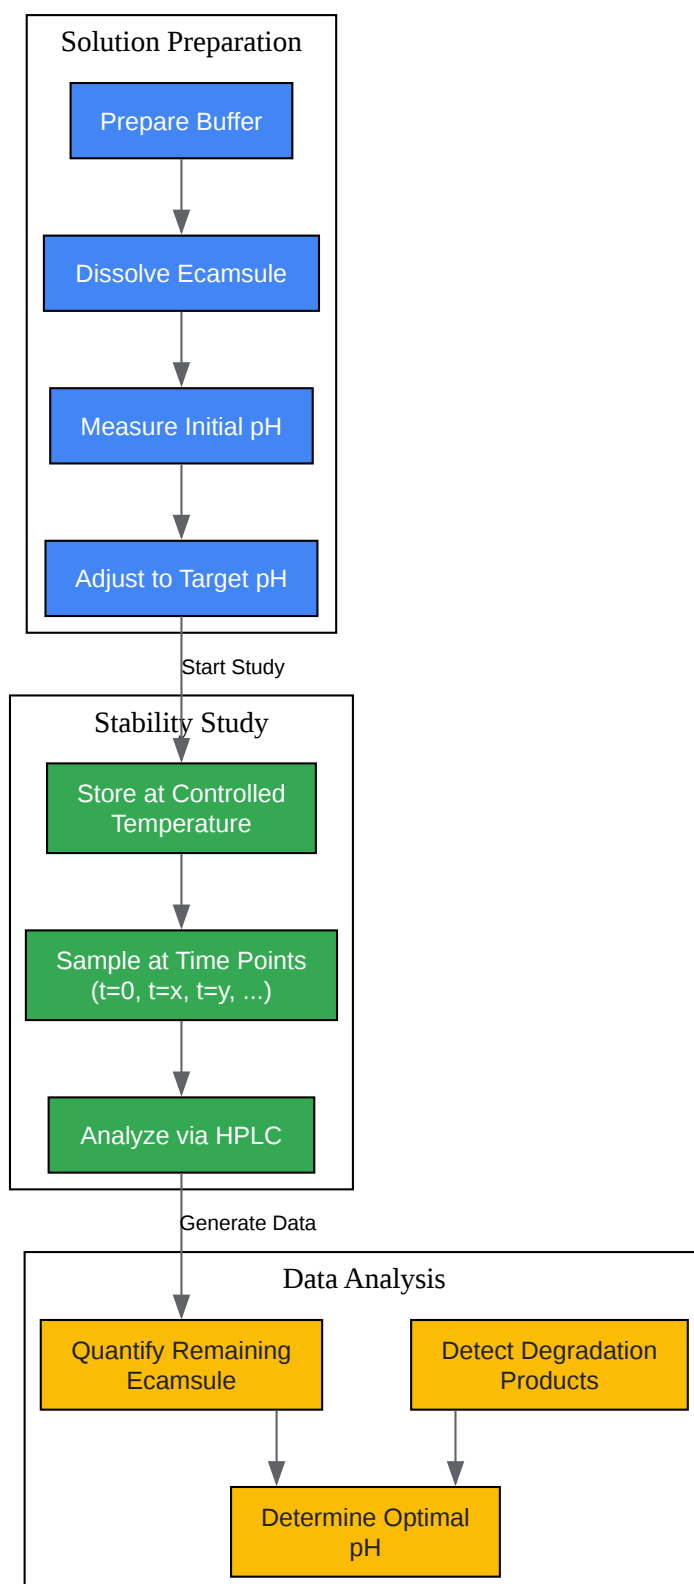 Solution Preparation
Prepare Buffer
Dissolve Ecamsule
Measure Initial pH
Adjust to Target pH
Start Study
Stability Study
Store at Controlled
Temperature
Sample at Time Points
(t=0, t=x, t=y, ...)
Analyze via HPLC
Generate Data
Data Analysis
Quantify Remaining
Ecamsule
Detect Degradation
Products
Determine Optimal
pH